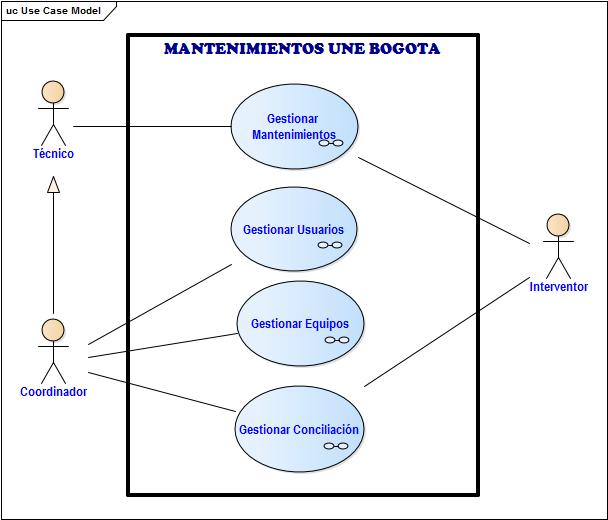 uc Use Case Model
MANTENIMIENTOS UNE BOGOTA
Técnico
Gestionar
Mantenimientos
Gestionar Usuarios
Interventor
Gestionar Equipos
Coordinador
Gestionar Conciliación